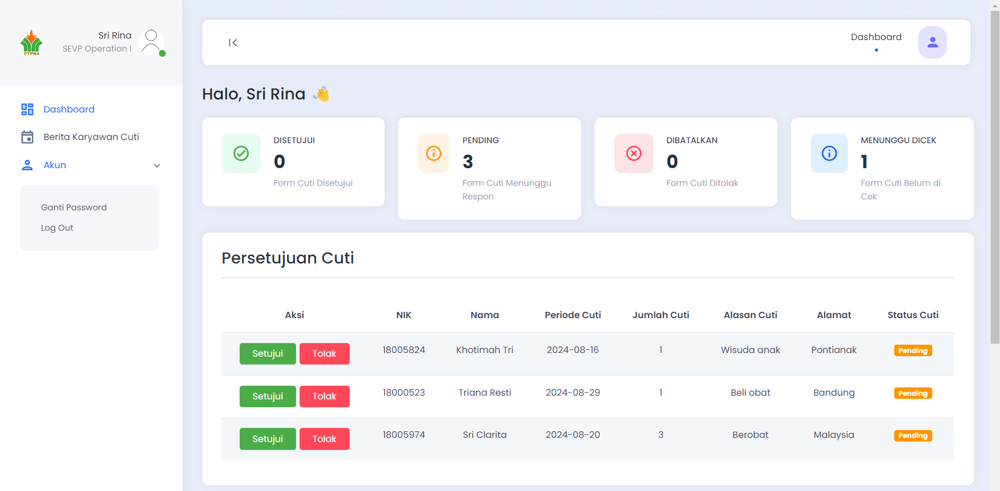 PTPN4
Sri Rina
SEVP Operation I
Dashboard
Berita Karyawan Cuti
Akun
Ganti Password
Log Out
Dashboard
Halo, Sri Rina 👋
DISETUJUI
0
Form Cuti Disetujui
PENDING
3
Form Cuti Menunggu
Respon
DIBATALKAN
0
Form Cuti Ditolak
MENUNGGU DICEK
1
Form Cuti Belum di
Cek
Persetujuan Cuti
Aksi NIK Nama Periode Cuti Jumlah Cuti Alasan Cuti Alamat Status Cuti
Setujui Tolak 18005824 Khotimah Tri 2024-08-16 1 Wisuda anak Pontianak Pending
Setujui Tolak 18000523 Triana Resti 2024-08-29 1 Beli obat Bandung Pending
Setujui Tolak 18005974 Sri Clarita 2024-08-20 3 Berobat Malaysia Pending